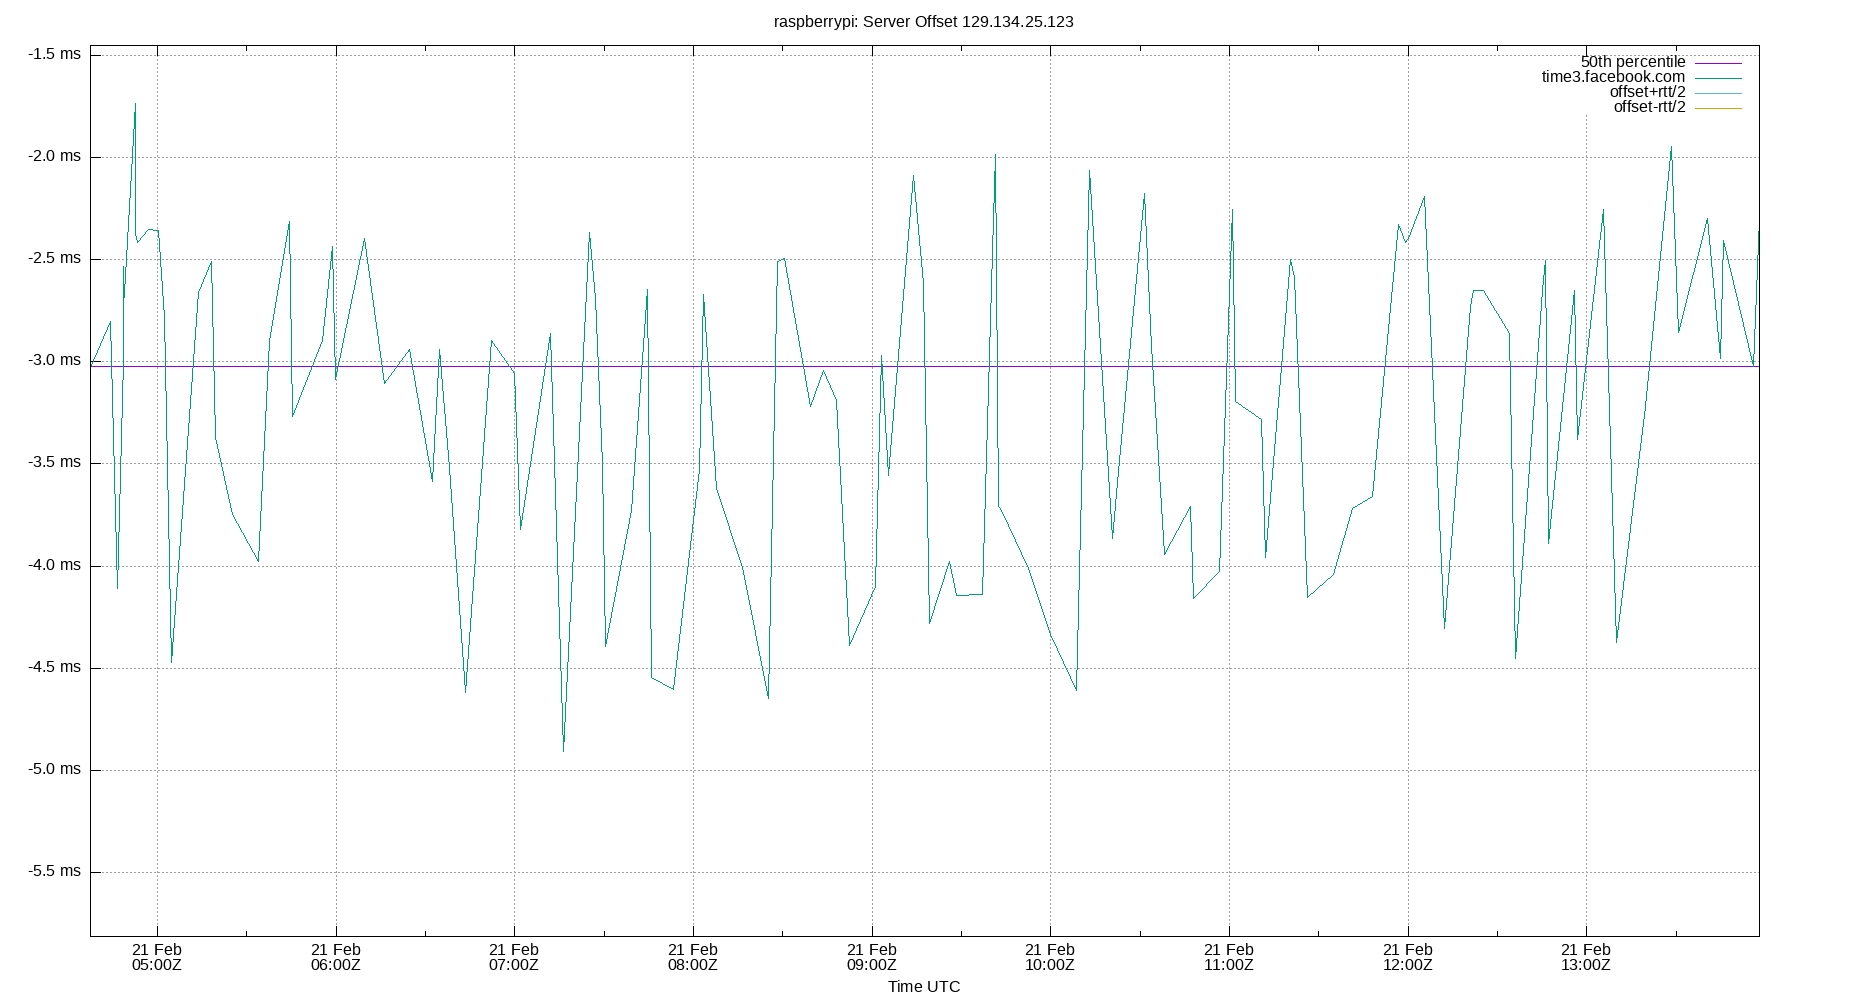 raspberrypi: Server Offset 129.134.25.123
-1.5 ms
-2.0 ms
-2.5 ms
-3.0 ms
-3.5 ms
-4.0 ms
-4.5 ms
-5.0 ms
-5.5 ms
50th percentile
time3.facebook.com
offset+rtt/2
offset-rtt/2
21 Feb 21 Feb 21 Feb 21 Feb 21 Feb 21 Feb 21 Feb 21 Feb 21 Feb
05:00Z 06:00Z 07:00Z 08:00Z 09:00Z 10:00Z 11:00Z 12:00Z 13:00Z
Time UTC